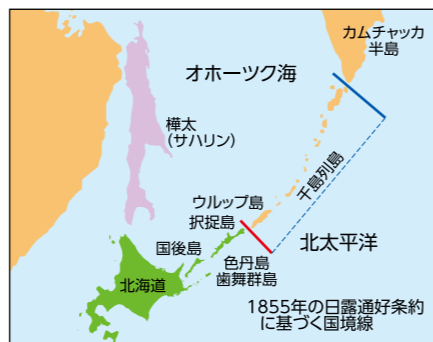 カムチャッカ
半島
オホーツク海
樺太
(サハリン)
千島列島
ウルップ島
択捉島
北太平洋
国後島
色丹島
歯舞群島
北海道
1855年の日露通好条約
に基づく国境線